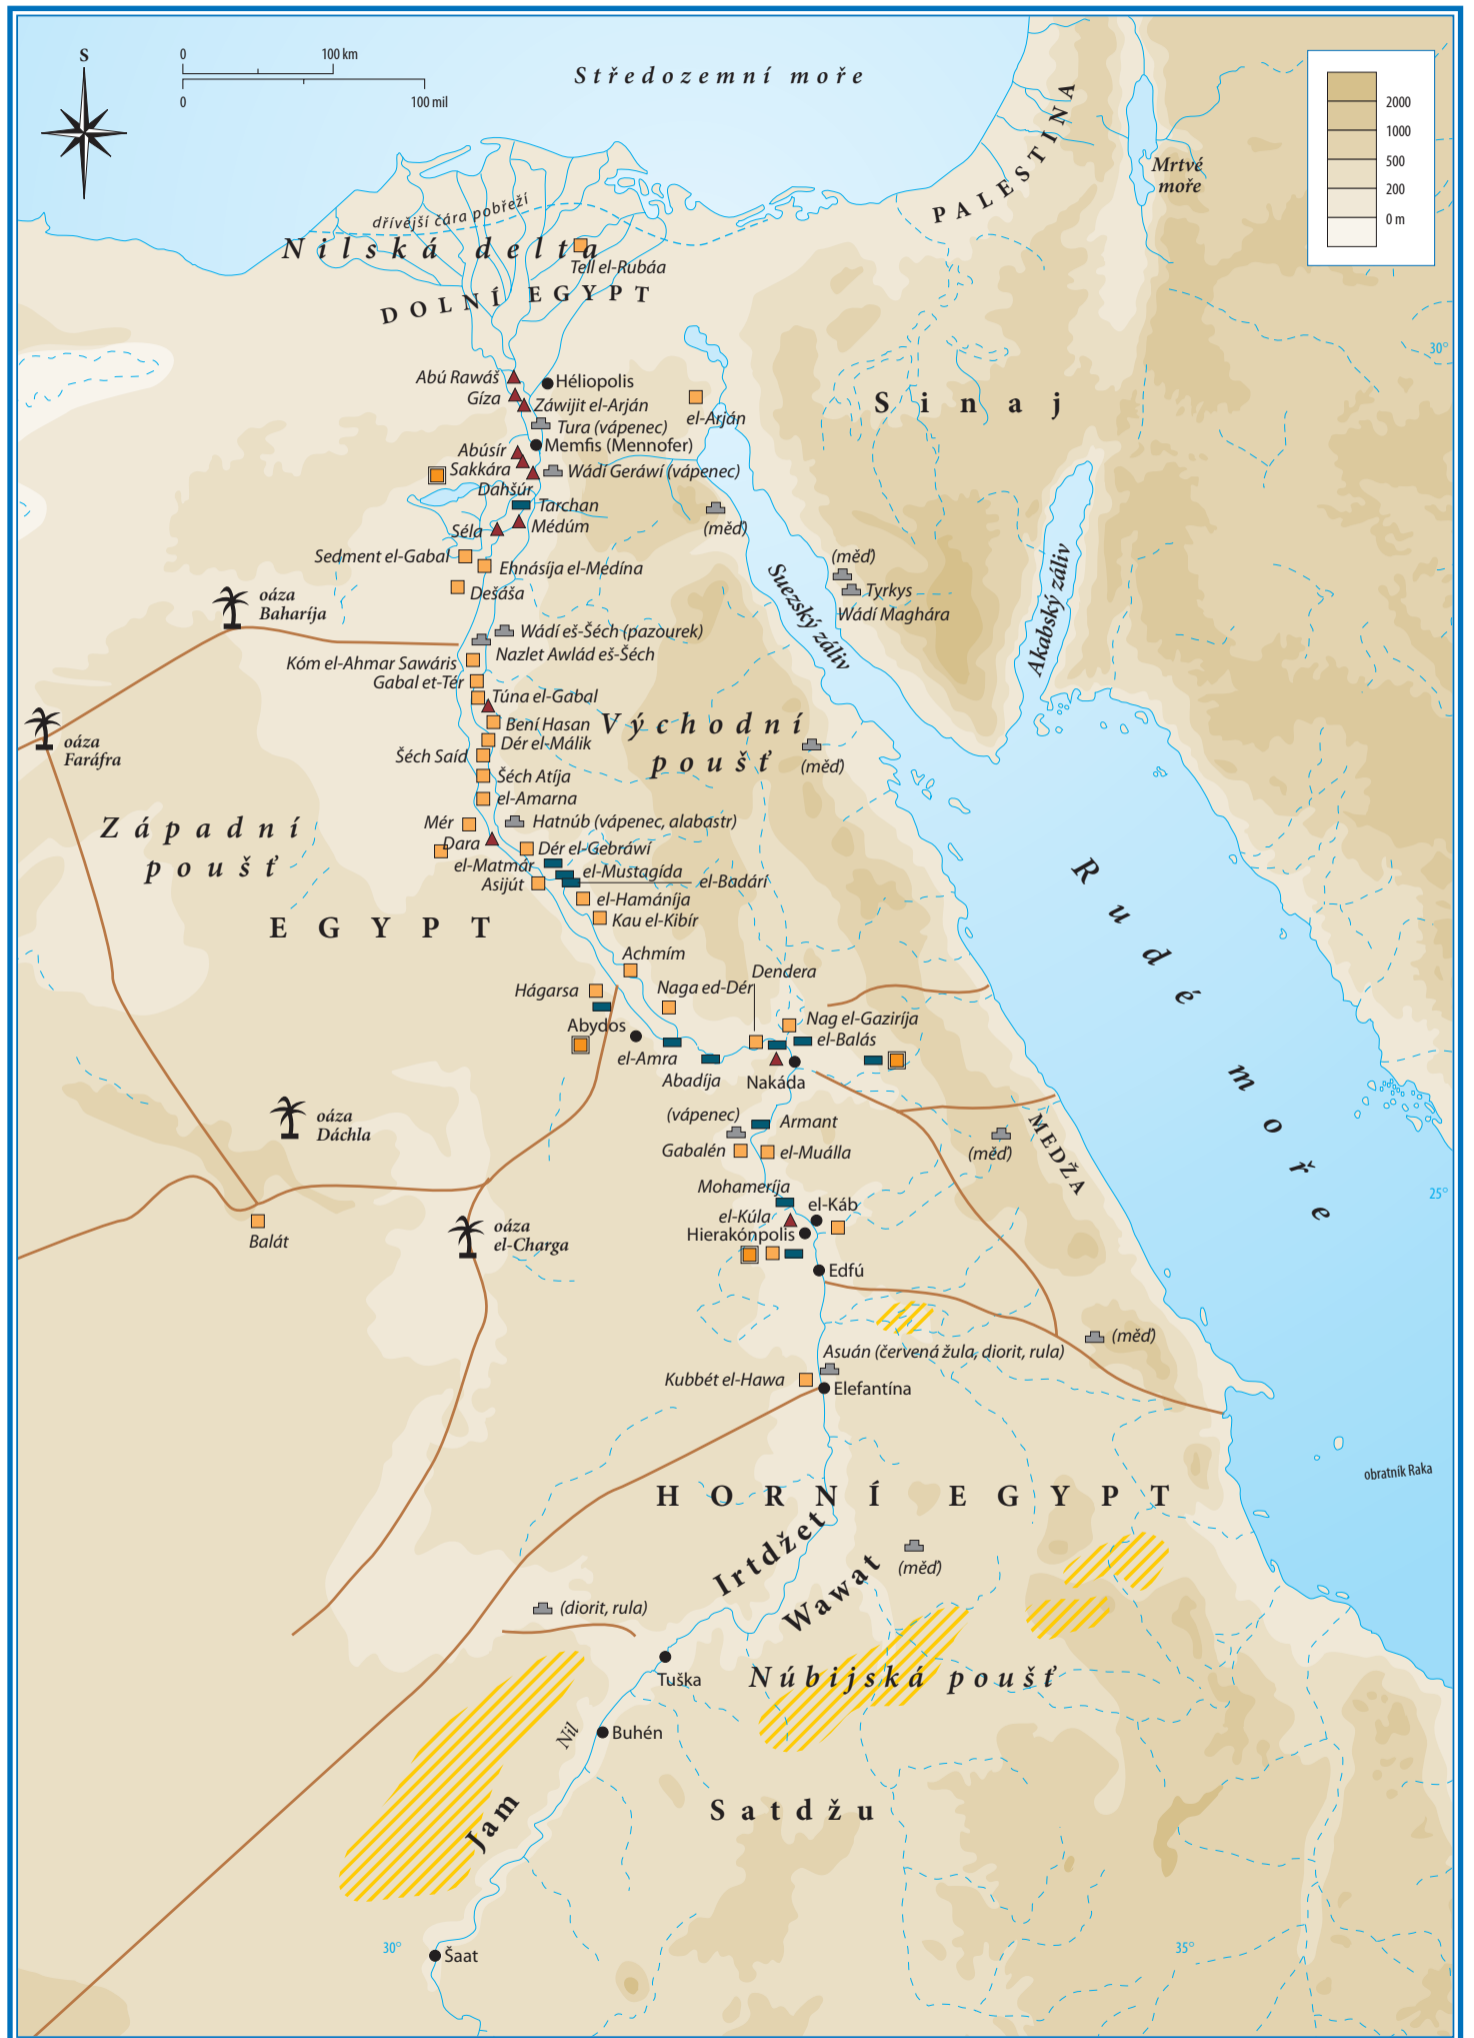 S
0
100 km
0
100 mil
Středozemní moře
2000
1000
500
200
0 m
PALESTINA
Mrtvé
moře
dřívější čára pobřeží
Nilská delta
Tell el-Rubáa
DOLNÍ EGYPT
30°
Abú Rawáš
Héliopolis
Gíza
Záwijit el-Arján
el-Arján
Sinaj
Tura (vápenec)
Memfis (Mennofer)
Abúsír
Sakkára
Wádí Geráwí (vápenec)
Dahšúr
Tarchan
Séla
Médúm
(měď)
Sedment el-Gabal
Ehnásíja el-Medína
(měď)
Tyrkys
Wádí Maghára
Dešáša
Suezský záliv
Akabský záliv
oáza
Baharíja
Wádí eš-Šéch (pazourek)
Nazlet Awlád eš-Šéch
Kóm el-Ahmar Sawáris
Gabal et-Tér
Túna el-Gabal
oáza
Faráfra
Bení Hasan
Východní
poušť
Dér el-Málik
Šéch Saíd
(měď)
Šéch Atíja
el-Amarna
Západní
poušť
Mér
Hatnúb (vápenec, alabastr)
Dara
Dér el-Gebráwí
el-Matmár
el-Mustagída
Asijút
el-Badárí
el-Hamáníja
Kau el-Kibír
EGYPT
Rudé moře
Achmím
Dendera
Hágarsa
Naga ed-Dér
Abydos
Nag el-Gaziríja
el-Balás
el-Amra
Abadíja
Nakáda
oáza
Dáchla
(vápenec)
Armant
MEDŽA
(měď)
Gabalén
el-Muálla
25°
Mohameríja
el-Káb
el-Kúla
Hierakónpolis
Balát
oáza
el-Charga
Edfú
(měď)
Asuán (červená žula, diorit, rula)
Kubbét el-Hawa
Elefantína
obratník Raka
HORNÍ EGYPT
Irtdžet
Wawat
(měď)
(diorit, rula)
Tuška
Núbijská poušť
Nil
Buhén
Jam
Satdžu
30°
Šaat
35°